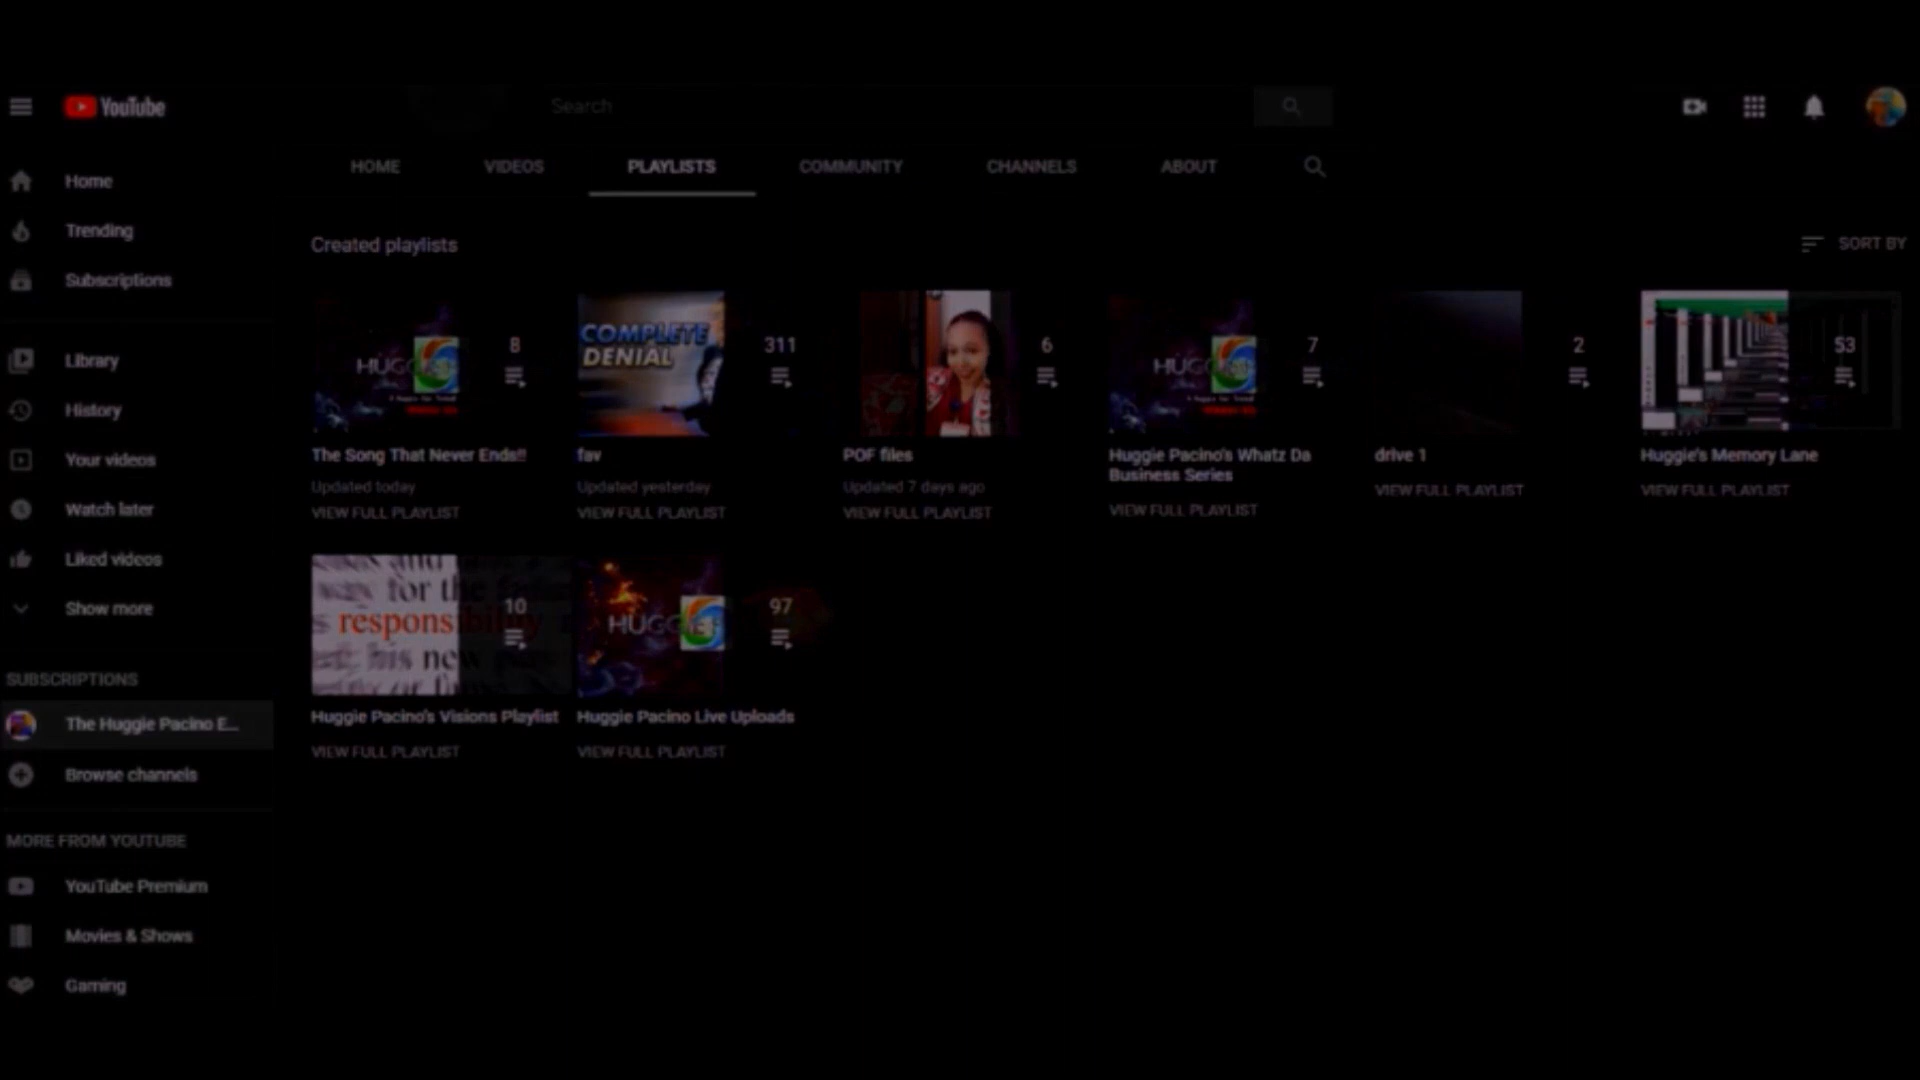 YouTube
Search
HOME VIDEOS PLAYLISTS COMMUNITY CHANNELS ABOUT
Home
Trending
Subscriptions
Library
History
Your videos
Watch later
Liked videos
Show more
SUBSCRIPTIONS
The Huggie Pacino E...
Browse channels
MORE FROM YOUTUBE
YouTube Premium
Movies & Shows
Gaming
Created playlists
SORT BY
8
The Song That Never Ends!!
Updated today
VIEW FULL PLAYLIST
COMPLETE
DENIAL
311
fav
Updated yesterday
VIEW FULL PLAYLIST
6
POF files
Updated 7 days ago
VIEW FULL PLAYLIST
7
Huggie Pacino's Whatz Da
Business Series
VIEW FULL PLAYLIST
2
drive 1
VIEW FULL PLAYLIST
53
Huggie's Memory Lane
VIEW FULL PLAYLIST
for the
responsibility
his new
10
Huggie Pacino's Visions Playlist
VIEW FULL PLAYLIST
97
Huggie Pacino Live Uploads
VIEW FULL PLAYLIST